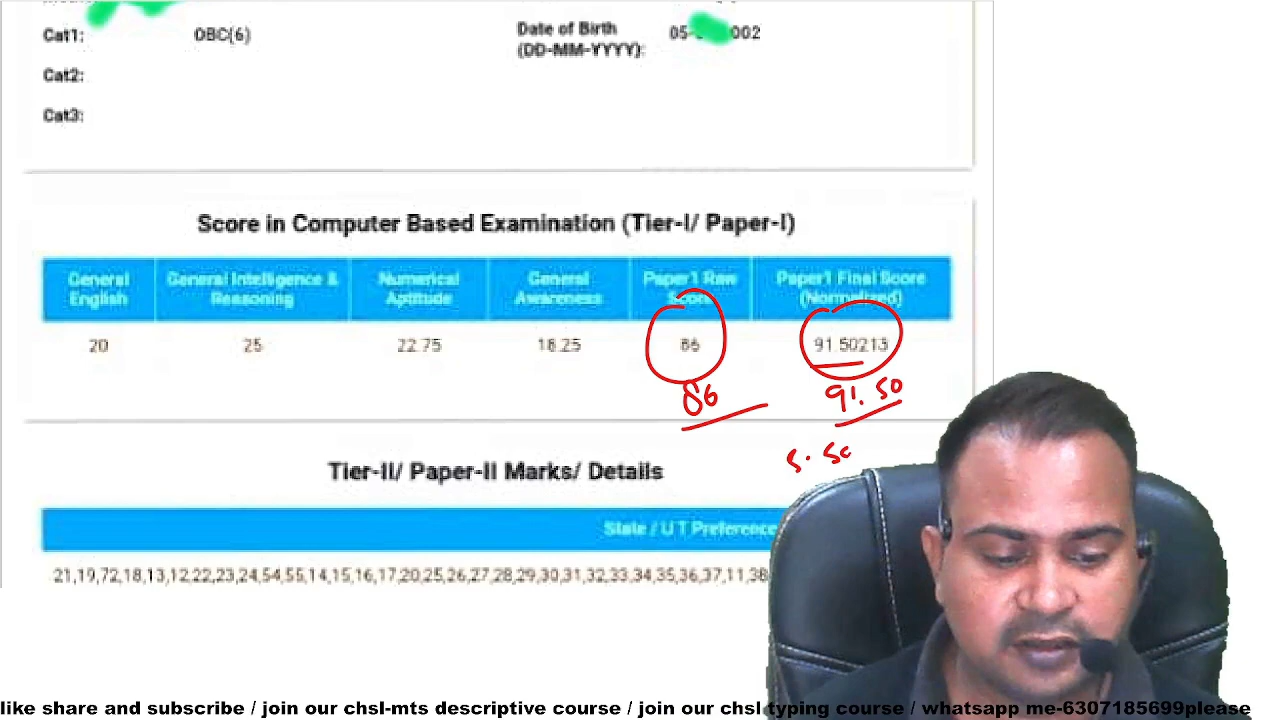 Cat1: OBC(6) Date of Birth (DD-MM-YYYY): 05- 002
Cat2:
Cat3:
Score in Computer Based Examination (Tier-I/ Paper-I)
General English General Intelligence & Reasoning Numerical Aptitude General Awareness Paper1 Raw Score Paper1 Final Score (Normalized)
20 25 22.75 18.25 86 91.50213
86 91.50
5.50
Tier-II/ Paper-II Marks/ Details
State / U T Preference
21,19,72,18,13,12,22,23,24,54,55,14,15,16,17,20,25,26,27,28,29,30,31,32,33,34,35,36,37,11,38
like share and subscribe / join our chsl-mts descriptive course / join our chsl typing course / whatsapp me-6307185699please